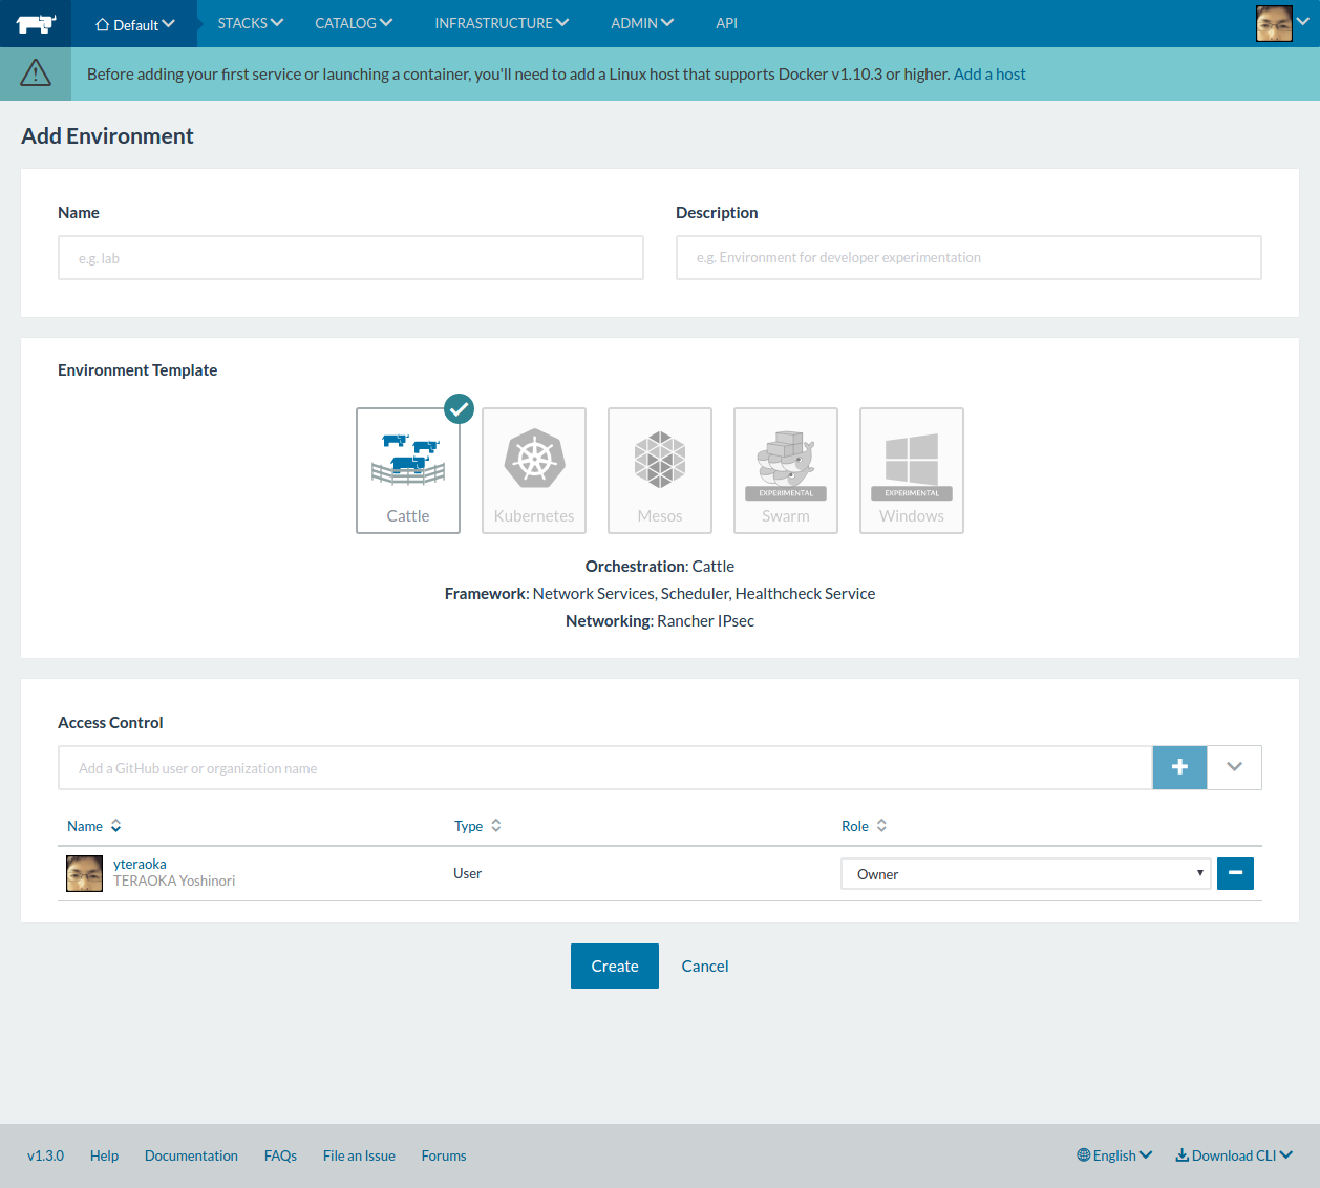 Default STACKS CATALOG INFRASTRUCTURE ADMIN API
Before adding your first service or launching a container, you'll need to add a Linux host that supports Docker v1.10.3 or higher. Add a host
Add Environment
Name Description
e.g. lab e.g. Environment for developer experimentation
Environment Template
EXPERIMENTAL EXPERIMENTAL
Cattle Kubernetes Mesos Swarm Windows
Orchestration: Cattle
Framework: Network Services, Scheduler, Healthcheck Service
Networking: Rancher IPsec
Access Control
Add a GitHub user or organization name
Name Type Role
yteraoka
TERAOKA Yoshinori
User Owner
Create Cancel
v1.3.0 Help Documentation FAQs File an Issue Forums English Download CLI